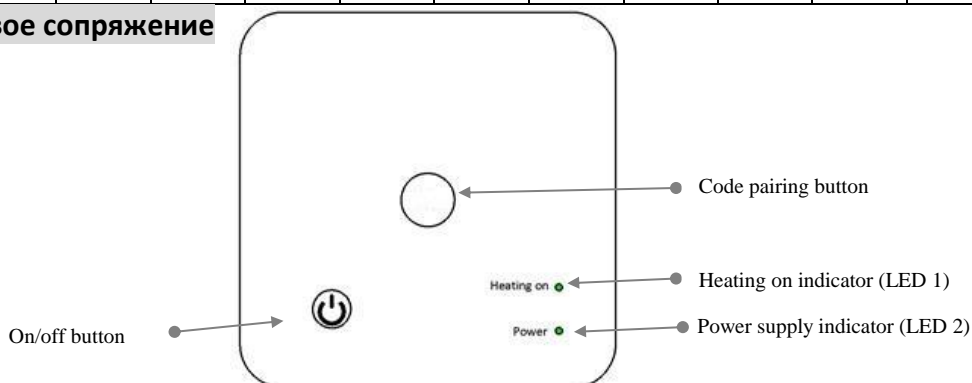 сопряжение
Code pairing button
Heating on
Heating on indicator (LED 1)
Power
Power supply indicator (LED 2)
On/off button